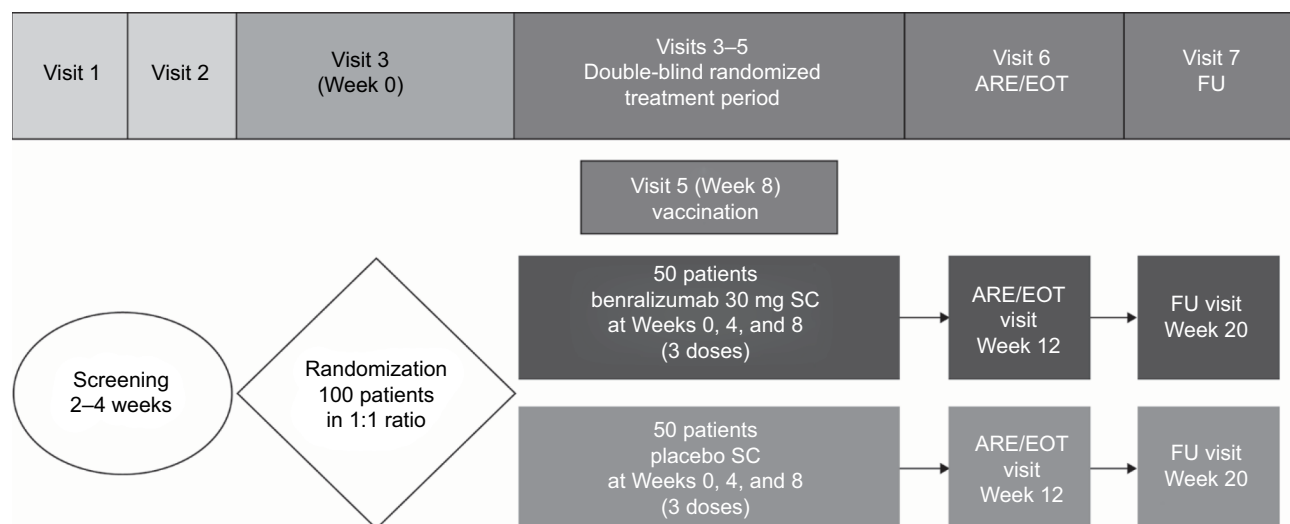 Visit 1
Visit 2
Visit 3
(Week 0)
Visits 3–5
Double-blind randomized
treatment period
Visit 6
ARE/EOT
Visit 7
FU
Visit 5 (Week 8)
vaccination
Screening
2–4 weeks
Randomization
100 patients
in 1:1 ratio
50 patients
benralizumab 30 mg SC
at Weeks 0, 4, and 8
(3 doses)
ARE/EOT
visit
Week 12
FU visit
Week 20
50 patients
placebo SC
at Weeks 0, 4, and 8
(3 doses)
ARE/EOT
visit
Week 12
FU visit
Week 20